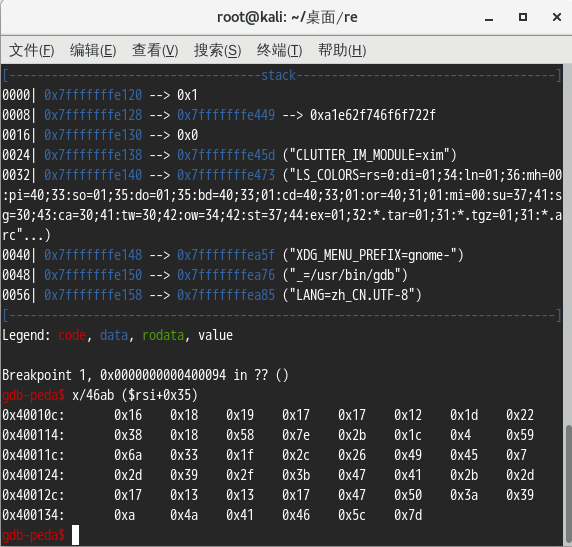 root@kali: ~/桌面/re
文件(F) 编辑(E) 查看(V) 搜索(S) 终端(T) 帮助(H)
[------------------------------------stack-------------------------------------]
0000| 0x7fffffffe120 --> 0x1
0008| 0x7fffffffe128 --> 0x7fffffffe449 --> 0xa1e62f746f6f722f
0016| 0x7fffffffe130 --> 0x0
0024| 0x7fffffffe138 --> 0x7fffffffe45d ("CLUTTER_IM_MODULE=xim")
0032| 0x7fffffffe140 --> 0x7fffffffe473 ("LS_COLORS=rs=0:di=01;34:ln=01;36:mh=00
:pi=40;33:so=01;35:do=01;35:bd=40;33;01:cd=40;33;01:or=40;31;01:mi=00:su=37;41:s
g=30;43:ca=30;41:tw=30;42:ow=34;42:st=37;44:ex=01;32:*.tar=01;31:*.tgz=01;31:*.a
rc"...)
0040| 0x7fffffffe148 --> 0x7fffffffea5f ("XDG_MENU_PREFIX=gnome-")
0048| 0x7fffffffe150 --> 0x7fffffffea76 ("_=/usr/bin/gdb")
0056| 0x7fffffffe158 --> 0x7fffffffea85 ("LANG=zh_CN.UTF-8")
[------------------------------------------------------------------------------]
Legend: code, data, rodata, value
Breakpoint 1, 0x0000000000400094 in ?? ()
gdb-peda$ x/46ab ($rsi+0x35)
0x40010c: 0x16 0x18 0x19 0x17 0x17 0x12 0x1d 0x22
0x400114: 0x38 0x18 0x58 0x7e 0x2b 0x1c 0x4 0x59
0x40011c: 0x6a 0x33 0x1f 0x2c 0x26 0x49 0x45 0x7
0x400124: 0x2d 0x39 0x2f 0x3b 0x47 0x41 0x2b 0x2d
0x40012c: 0x17 0x13 0x13 0x17 0x47 0x50 0x3a 0x39
0x400134: 0xa 0x4a 0x41 0x46 0x5c 0x7d
gdb-peda$